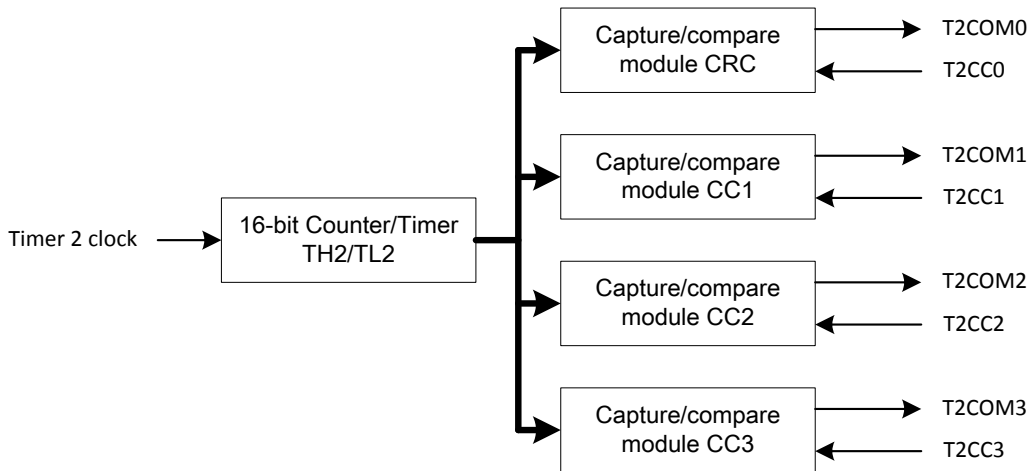 Capture/compare
module CRC
T2COM0
T2CC0
Capture/compare
module CC1
T2COM1
T2CC1
Timer 2 clock
16-bit Counter/Timer
TH2/TL2
Capture/compare
module CC2
T2COM2
T2CC2
Capture/compare
module CC3
T2COM3
T2CC3